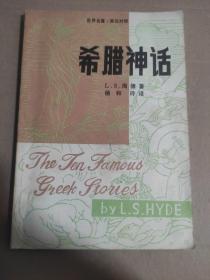 世界名著：英汉对照
希腊神话
L.S.海德 著
The Ten Famous
Greek Stories
by L.S.HYDE